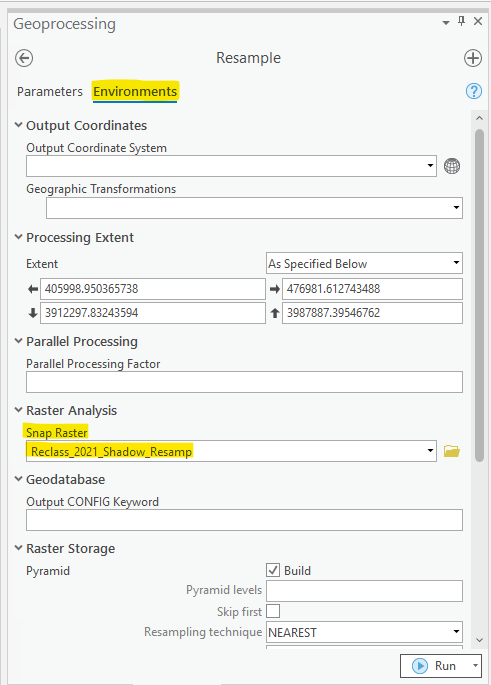 Geoprocessing
Resample
Parameters Environments
Output Coordinates
Output Coordinate System
Geographic Transformations
Processing Extent
Extent As Specified Below
405998.950365738 476981.612743488
3912297.83243594 3987887.39546762
Parallel Processing
Parallel Processing Factor
Raster Analysis
Snap Raster
Reclass_2021_Shadow_Resamp
Geodatabase
Output CONFIG Keyword
Raster Storage
Pyramid Build
Pyramid levels
Skip first
Resampling technique NEAREST
Run